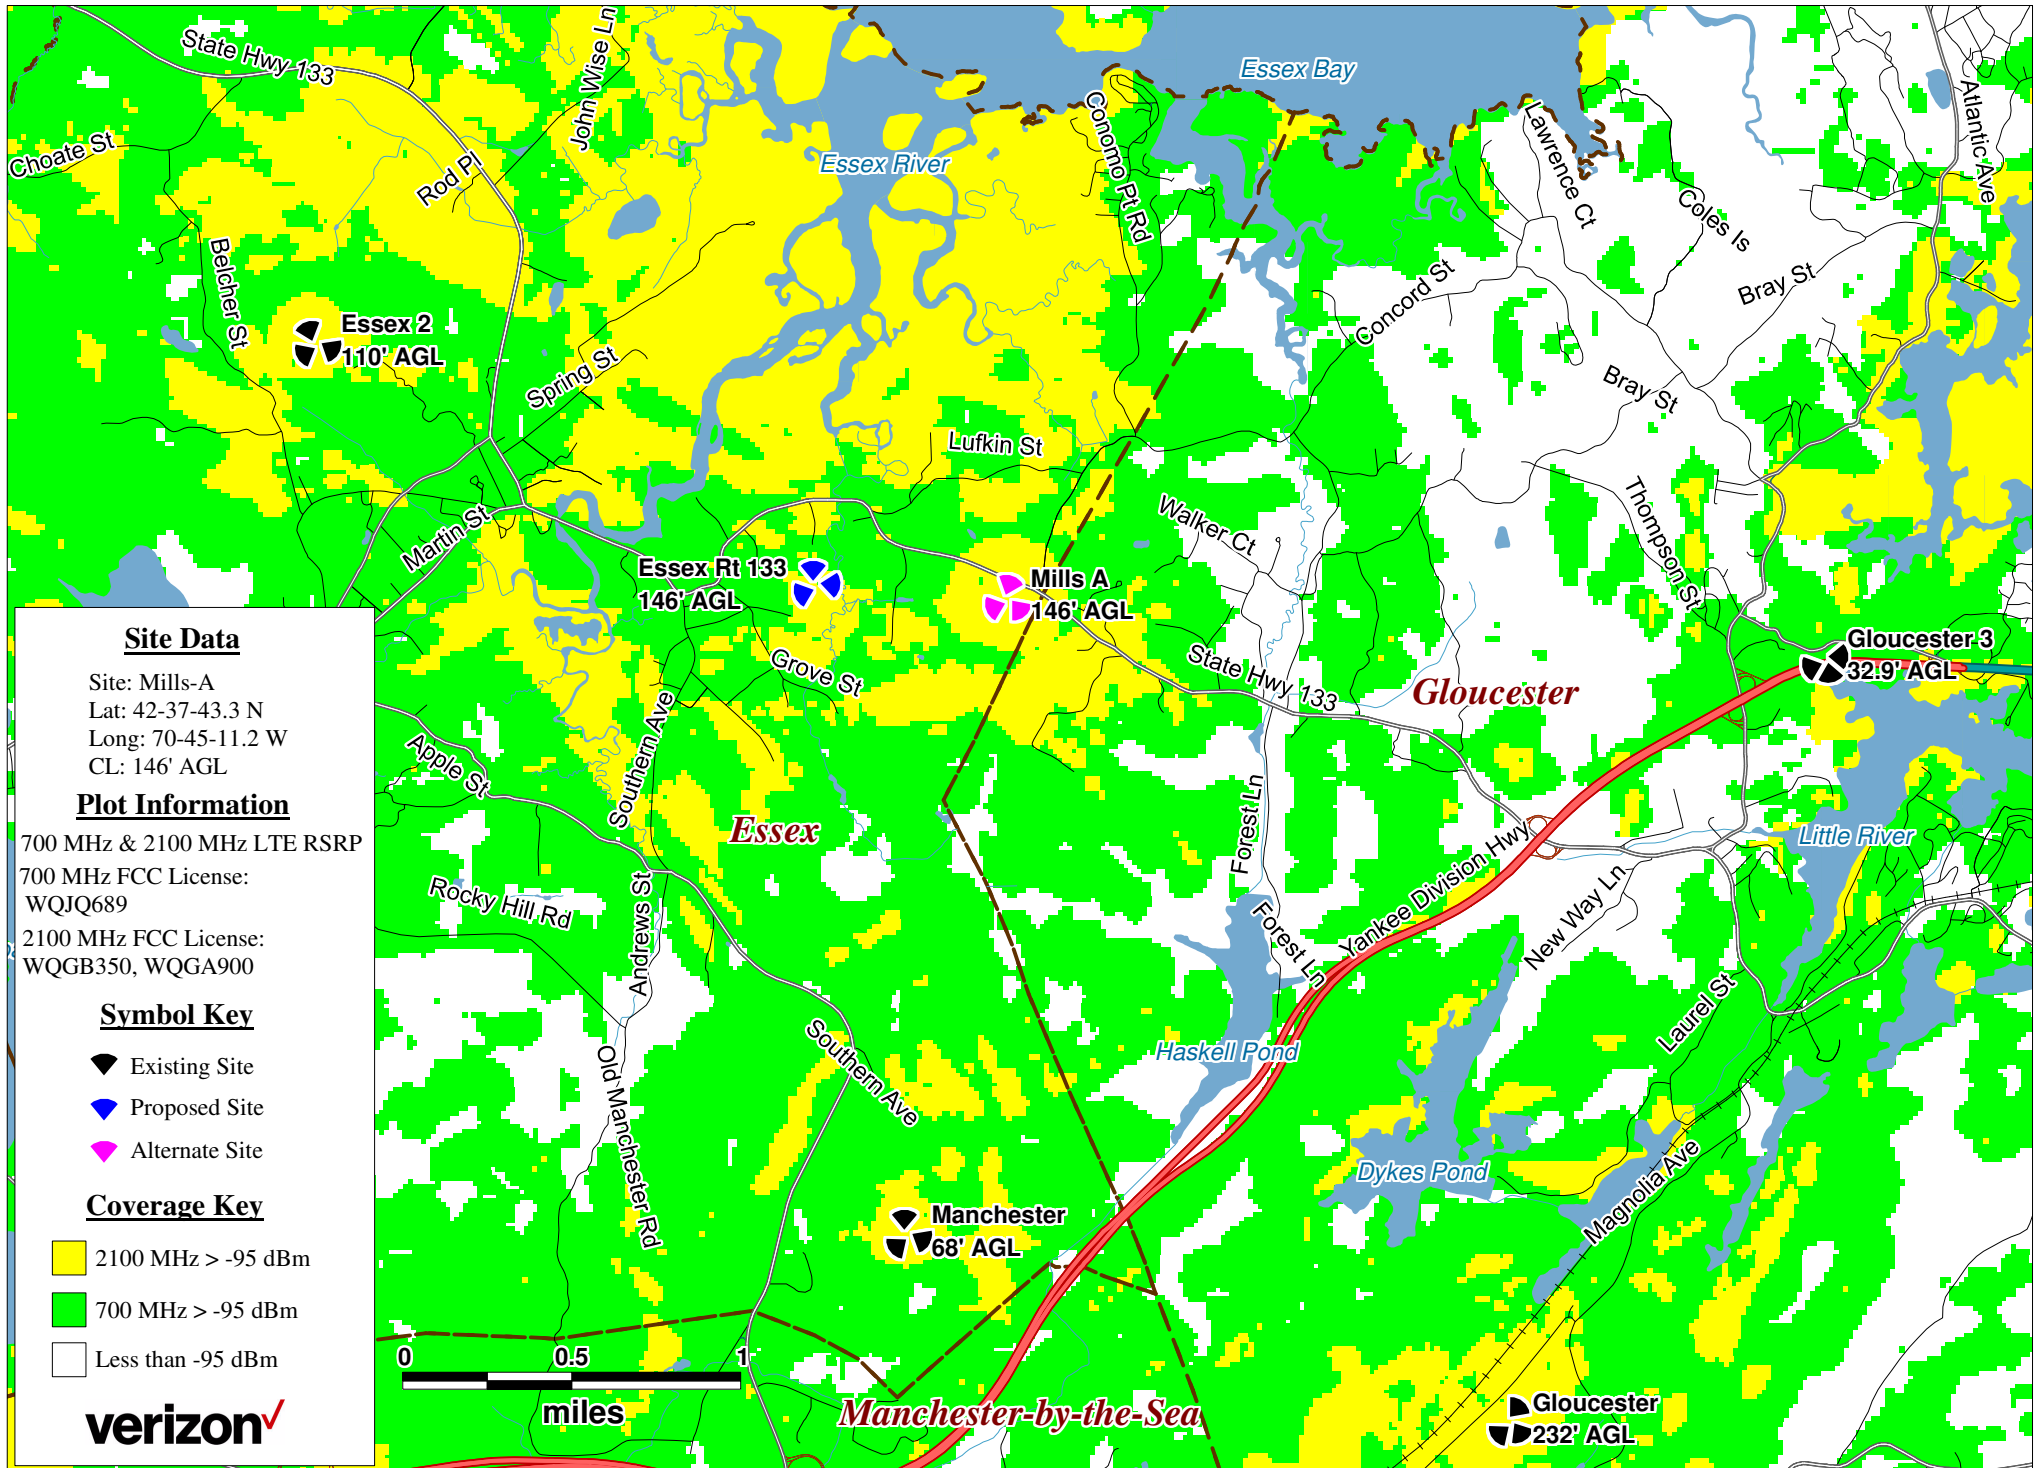 State Hwy 133
John Wise Ln
Essex Bay
Atlantic Ave
Choate St
Rod Pl
Essex River
Conomo Pt Rd
Lawrence Ct
Coles Is
Belcher St
Bray St
Essex 2
110' AGL
Concord St
Spring St
Bray St
Lufkin St
Martin St
Walker Ct
Thompson St
Essex Rt 133
146' AGL
Mills A
146' AGL
Grove St
State Hwy 133
Gloucester
Gloucester 3
32.9' AGL
Site Data
Site: Mills-A
Lat: 42-37-43.3 N
Long: 70-45-11.2 W
CL: 146' AGL
Plot Information
700 MHz & 2100 MHz LTE RSRP
700 MHz FCC License:
WQJQ689
2100 MHz FCC License:
WQGB350, WQGA900
Symbol Key
Existing Site
Proposed Site
Alternate Site
Coverage Key
2100 MHz > -95 dBm
700 MHz > -95 dBm
Less than -95 dBm
verizon
Apple St
Southern Ave
Essex
Forest Ln
Little River
Rocky Hill Rd
Andrews St
Forest Ln
Yankee Division Hwy
New Way Ln
Laurel St
Old Manchester Rd
Southern Ave
Haskell Pond
Dykes Pond
Magnolia Ave
Manchester
68' AGL
0 0.5 1
miles
Manchester-by-the-Sea
Gloucester
232' AGL